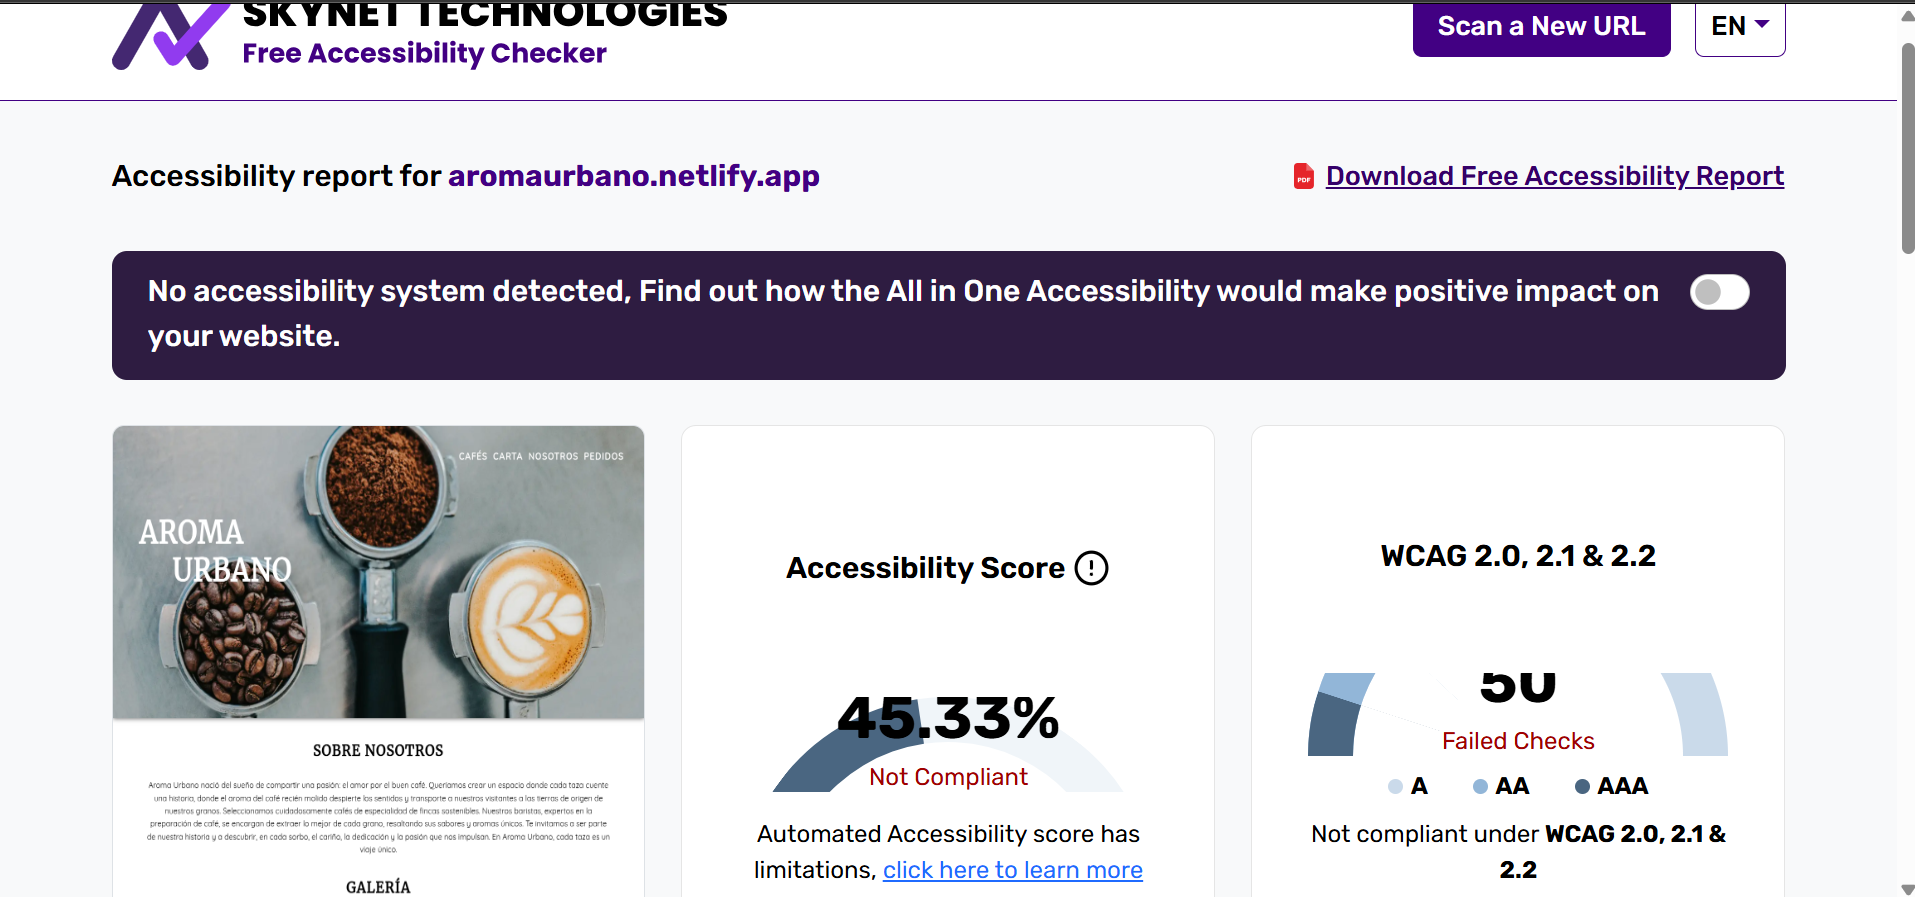 SKYNET TECHNOLOGIES
Free Accessibility Checker
Scan a New URL
EN
Accessibility report for aromaurbano.netlify.app
PDF
Download Free Accessibility Report
No accessibility system detected, Find out how the All in One Accessibility would make positive impact on
your website.
CAFÉS CARTA NOSOTROS PEDIDOS
AROMA
URBANO
SOBRE NOSOTROS
Aroma Urbano nació del sueño de compartir una pasión: el amor por el buen café. Queríamos crear un espacio donde cada taza cuente
una historia, donde el aroma del café recién molido despierte los sentidos y transporte a nuestros visitantes a las tierras de origen de
nuestros granos. Seleccionamos cuidadosamente cafés de especialidad de fincas sostenibles. Nuestros baristas, expertos en la
preparación de café, se encargan de extraer lo mejor de cada grano, resaltando sus sabores y aromas únicos. Te invitamos a ser parte
de nuestra historia y a descubrir, en cada sorbo, el cariño, la dedicación y la pasión que nos impulsan. En Aroma Urbano, cada taza es un
viaje único.
GALERÍA
Accessibility Score
45.33%
Not Compliant
Automated Accessibility score has
limitations, click here to learn more
WCAG 2.0, 2.1 & 2.2
50
Failed Checks
A AA AAA
Not compliant under WCAG 2.0, 2.1 &
2.2